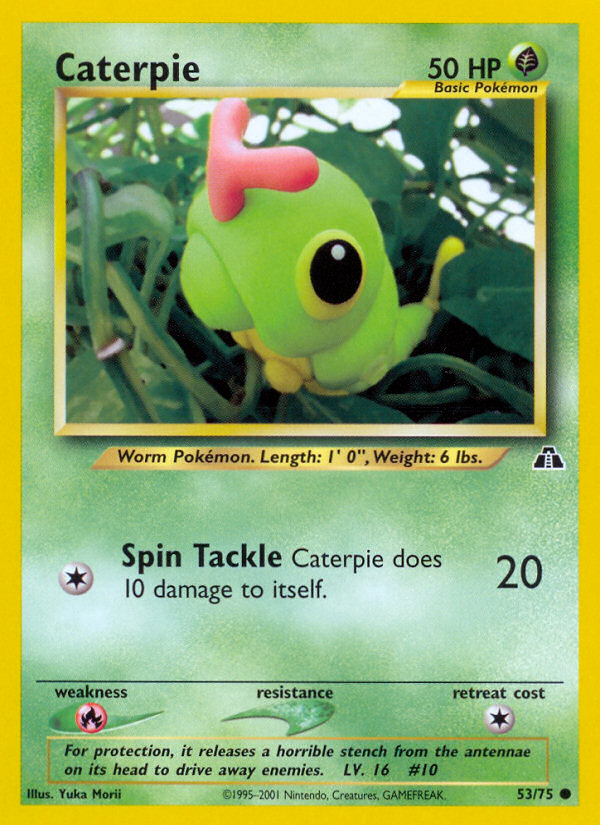 Caterpie
50 HP
Basic Pokémon
Worm Pokémon. Length: 1' 0", Weight: 6 lbs.
Spin Tackle Caterpie does
10 damage to itself.
20
weakness
resistance
retreat cost
For protection, it releases a horrible stench from the antennae
on its head to drive away enemies. LV. 16 #10
Illus. Yuka Morii
©1995–2001 Nintendo, Creatures, GAMEFREAK.
53/75